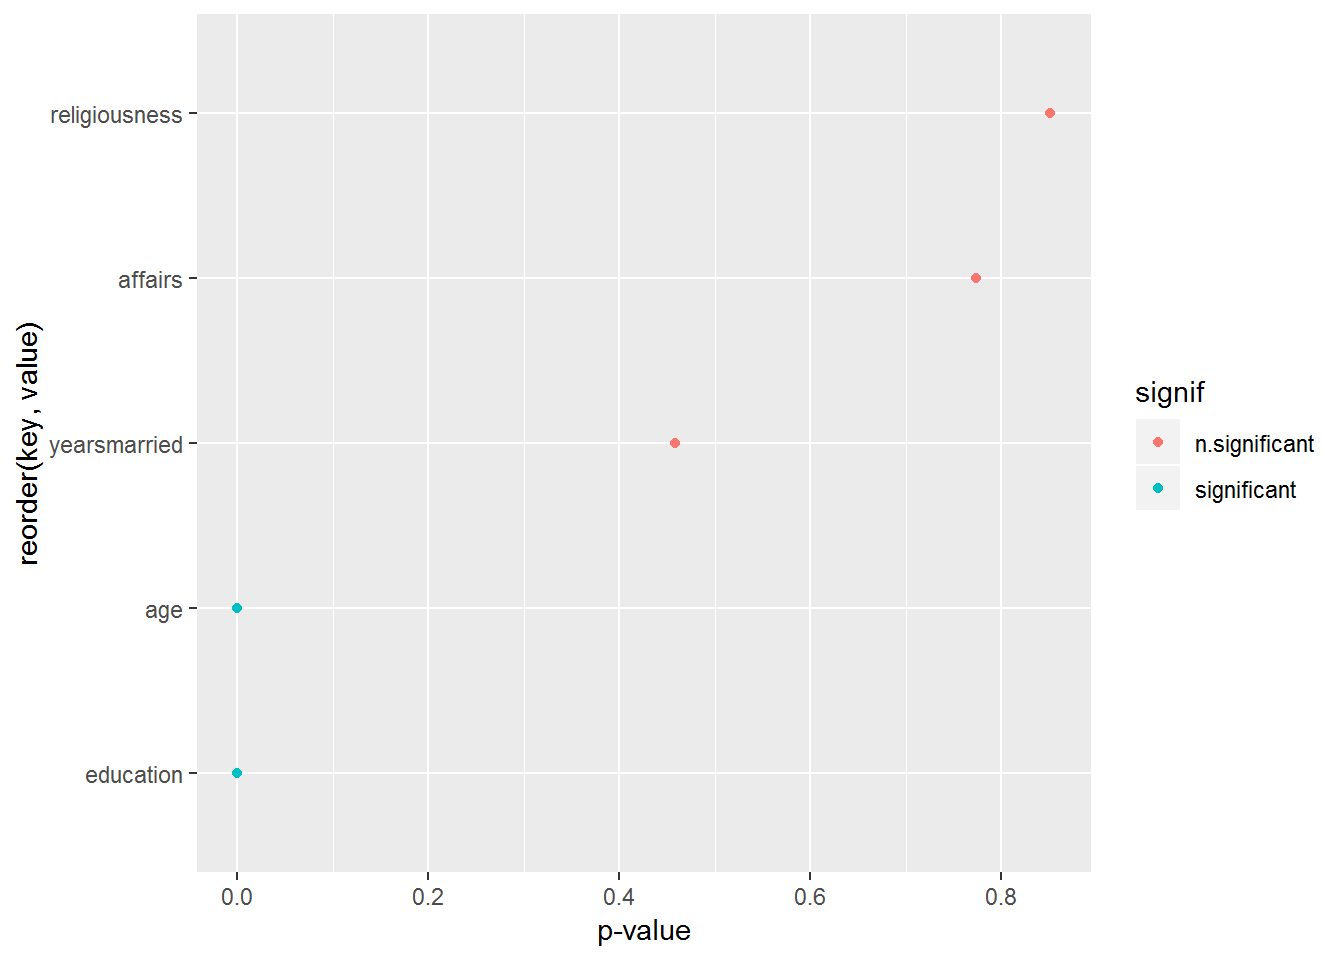 reorder(key, value)
religiousness
affairs
yearsmarried
age
education
0.0
0.2
0.4
0.6
0.8
p-value
signif
n.significant
significant